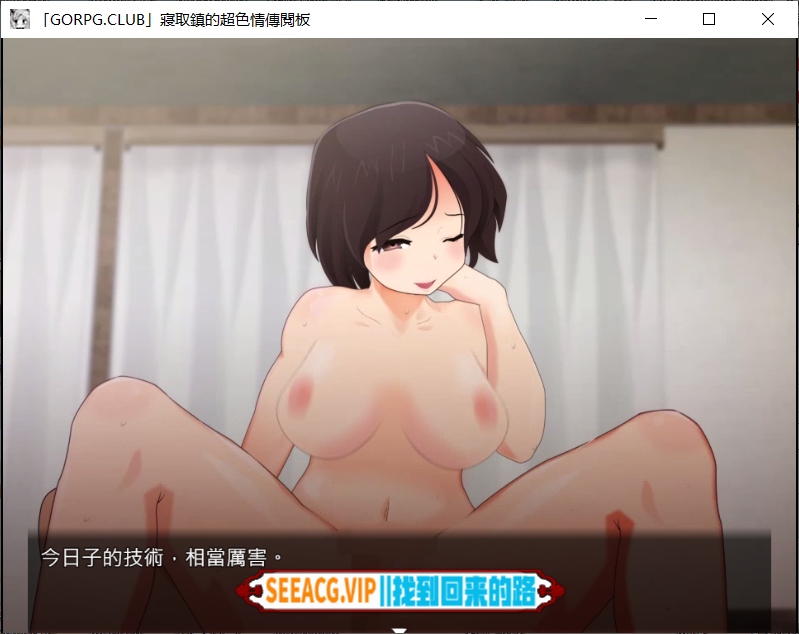 「GORPG.CLUB」寢取鎮的超色情傳閱板
今日子的技術，相當厲害。
SEEACG.VIP||找到回来的路